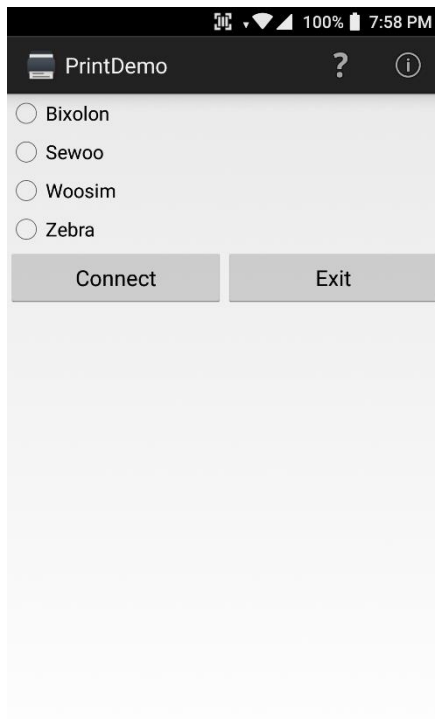 100% 7:58 PM
PrintDemo ? i
Bixolon
Sewoo
Woosim
Zebra
Connect Exit